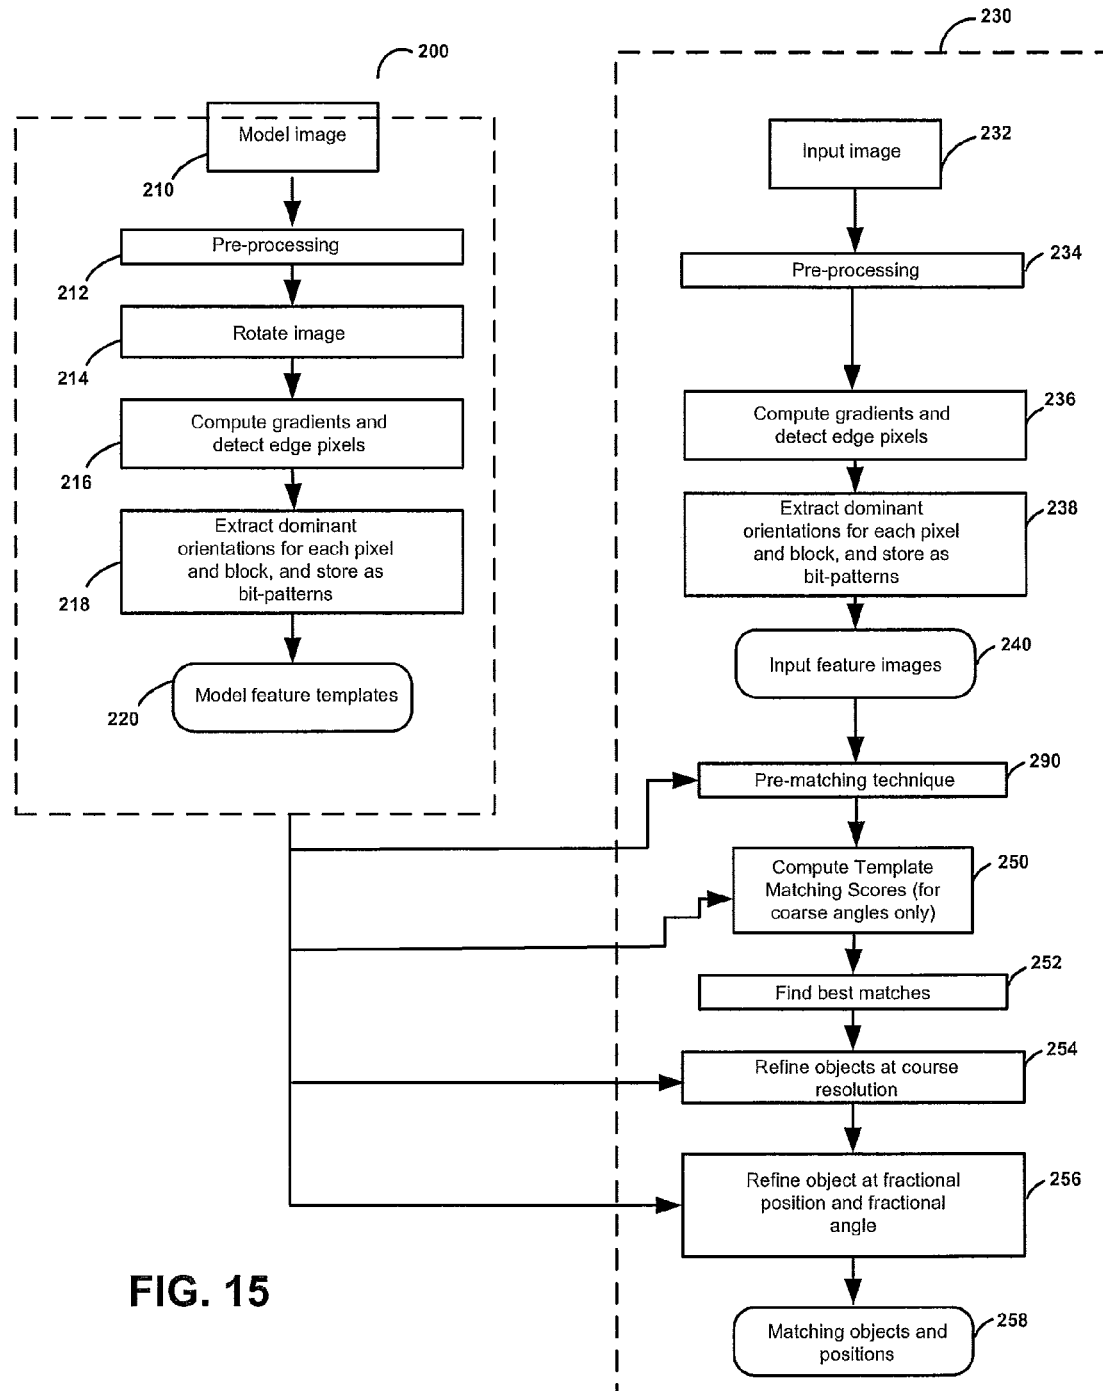 200
Model image
210
Pre-processing
212
Rotate image
214
Compute gradients and
detect edge pixels
216
Extract dominant
orientations for each pixel
and block, and store as
bit-patterns
218
Model feature templates
220
230
Input image
232
Pre-processing
234
Compute gradients and
detect edge pixels
236
Extract dominant
orientations for each pixel
and block, and store as
bit-patterns
238
Input feature images
240
Pre-matching technique
290
Compute Template
Matching Scores (for
coarse angles only)
250
Find best matches
252
Refine objects at course
resolution
254
Refine object at fractional
position and fractional
angle
256
Matching objects and
positions
258
FIG. 15